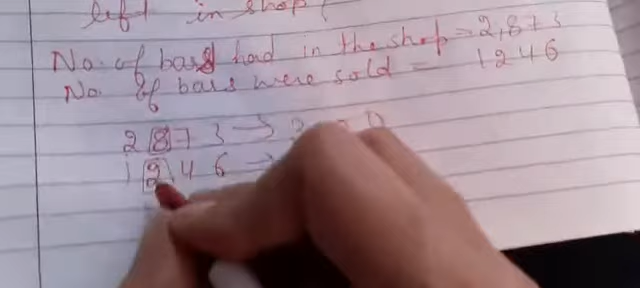 left in shop?
No. of bars had in the shop = 2,873
No. of bars were sold = 1246
2873 →
1246 →